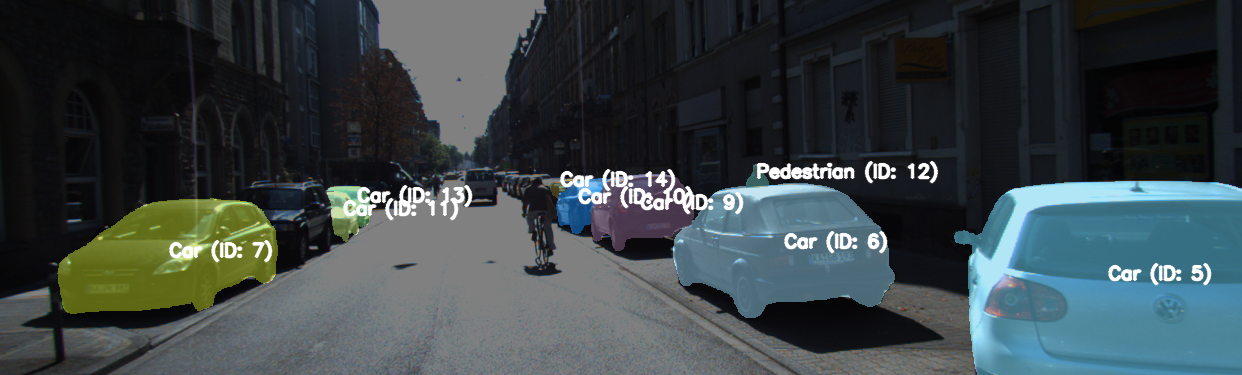 Pedestrian (ID: 12)
Car (ID: 14)
Car (ID: 13)
Car (ID: 10)
Car (ID: 9)
Car (ID: 11)
Car (ID: 6)
Car (ID: 7)
Car (ID: 5)